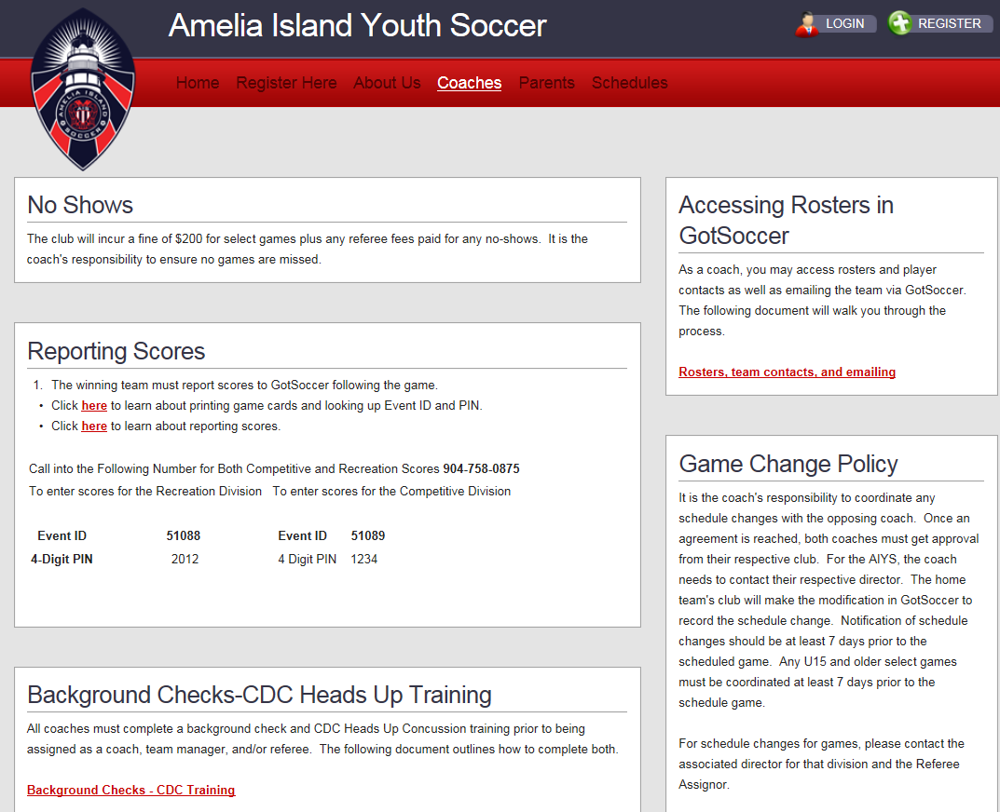 Amelia Island Youth Soccer
LOGIN
REGISTER
Home Register Here About Us Coaches Parents Schedules
AMELIA ISLAND
AIS
SOCCER
No Shows
The club will incur a fine of $200 for select games plus any referee fees paid for any no-shows.  It is the
coach's responsibility to ensure no games are missed.
Reporting Scores
1. The winning team must report scores to GotSoccer following the game.
• Click here to learn about printing game cards and looking up Event ID and PIN.
• Click here to learn about reporting scores.
Call into the Following Number for Both Competitive and Recreation Scores 904-758-0875
To enter scores for the Recreation Division To enter scores for the Competitive Division
Event ID 51088 Event ID 51089
4-Digit PIN 2012 4 Digit PIN 1234
Background Checks-CDC Heads Up Training
All coaches must complete a background check and CDC Heads Up Concussion training prior to being
assigned as a coach, team manager, and/or referee.  The following document outlines how to complete both.
Background Checks - CDC Training
Accessing Rosters in
GotSoccer
As a coach, you may access rosters and player
contacts as well as emailing the team via GotSoccer.
The following document will walk you through the
process.
Rosters, team contacts, and emailing
Game Change Policy
It is the coach's responsibility to coordinate any
schedule changes with the opposing coach.  Once an
agreement is reached, both coaches must get approval
from their respective club.  For the AIYS, the coach
needs to contact their respective director.  The home
team's club will make the modification in GotSoccer to
record the schedule change.  Notification of schedule
changes should be at least 7 days prior to the
scheduled game.  Any U15 and older select games
must be coordinated at least 7 days prior to the
schedule game.
For schedule changes for games, please contact the
associated director for that division and the Referee
Assignor.